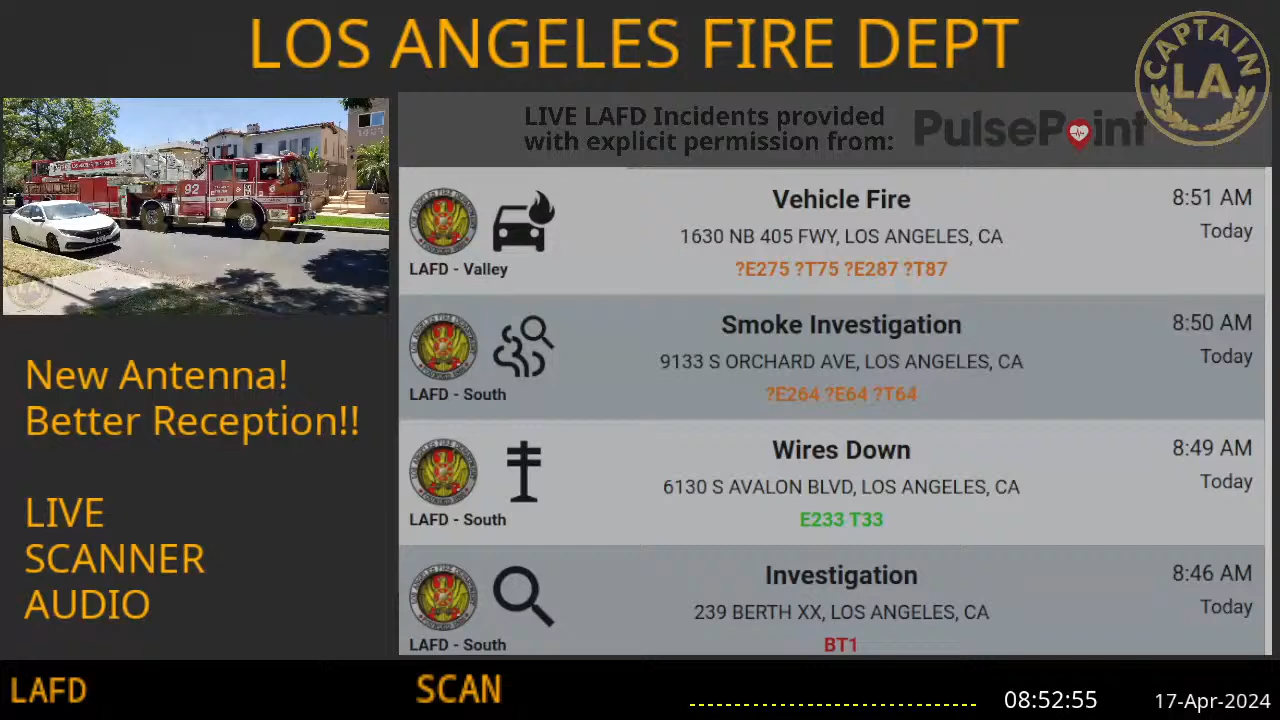 LOS ANGELES FIRE DEPT
CAPTAIN
LA
LIVE LAFD Incidents provided
with explicit permission from:
PulsePoint
92
Vehicle Fire
8:51 AM
1630 NB 405 FWY, LOS ANGELES, CA
Today
?E275 ?T75 ?E287 ?T87
LAFD - Valley
Smoke Investigation
8:50 AM
9133 S ORCHARD AVE, LOS ANGELES, CA
Today
?E264 ?E64 ?T64
LAFD - South
New Antenna!
Better Reception!!
Wires Down
8:49 AM
6130 S AVALON BLVD, LOS ANGELES, CA
Today
E233 T33
LAFD - South
LIVE
SCANNER
AUDIO
Investigation
8:46 AM
239 BERTH XX, LOS ANGELES, CA
Today
BT1
LAFD - South
LAFD
SCAN
08:52:55
17-Apr-2024